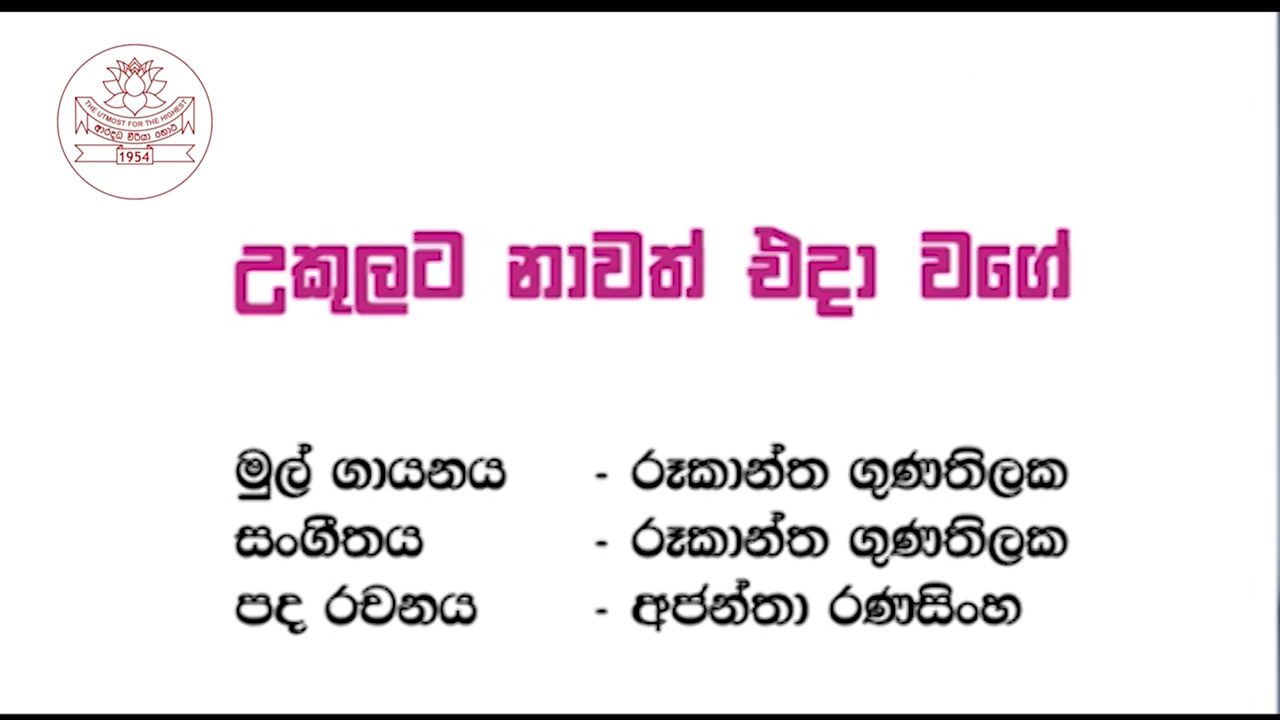 THE UTMOST FOR THE HIGHEST
1954
උකුලට නාවත් එදා වගේ
මුල් ගායනය - රූකාන්ත ගුණතිලක
සංගීතය - රූකාන්ත ගුණතිලක
පද රචනය - අජන්තා රණසිංහ